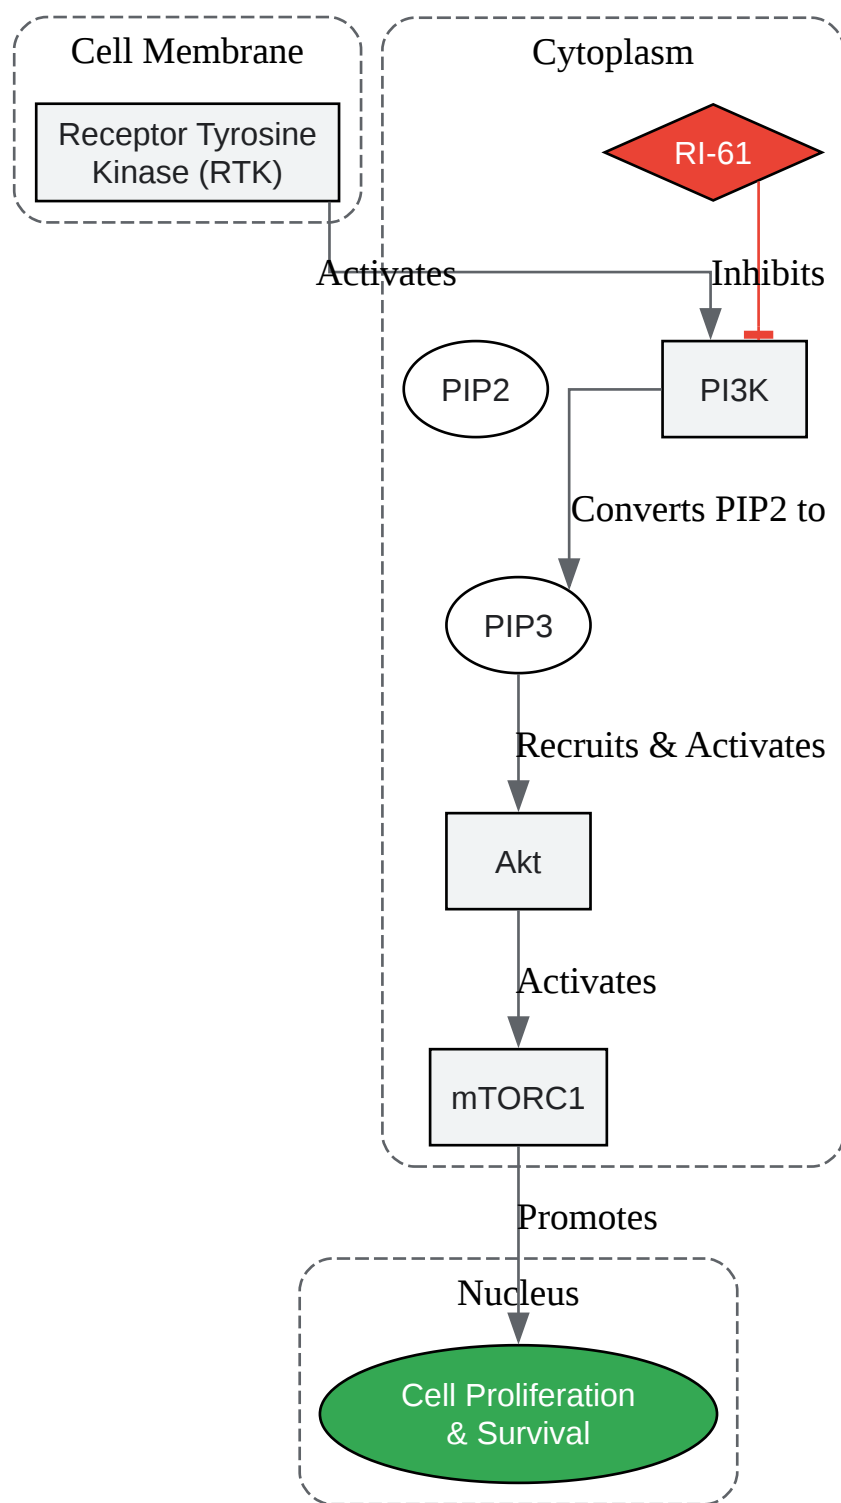 Cell Membrane
Receptor Tyrosine
Kinase (RTK)
Cytoplasm
RI-61
Activates
Inhibits
PIP2
PI3K
Converts PIP2 to
PIP3
Recruits & Activates
Akt
Activates
mTORC1
Promotes
Nucleus
Cell Proliferation
& Survival